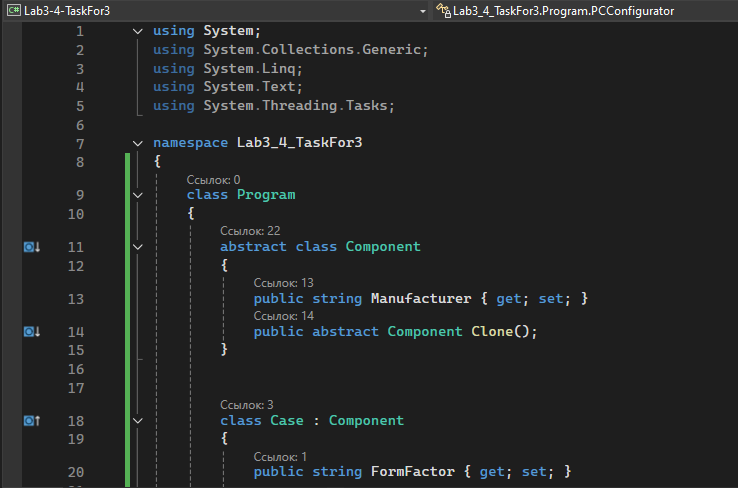 C# Lab3-4-TaskFor3
Lab3_4_TaskFor3.Program.PCConfigurator
1 using System;
2 using System.Collections.Generic;
3 using System.Linq;
4 using System.Text;
5 using System.Threading.Tasks;
6
7 namespace Lab3_4_TaskFor3
8 {
Ссылок: 0
9 class Program
10 {
Ссылок: 22
11 abstract class Component
12 {
Ссылок: 13
13 public string Manufacturer { get; set; }
Ссылок: 14
14 public abstract Component Clone();
15 }
16
17
Ссылок: 3
18 class Case : Component
19 {
Ссылок: 1
20 public string FormFactor { get; set; }